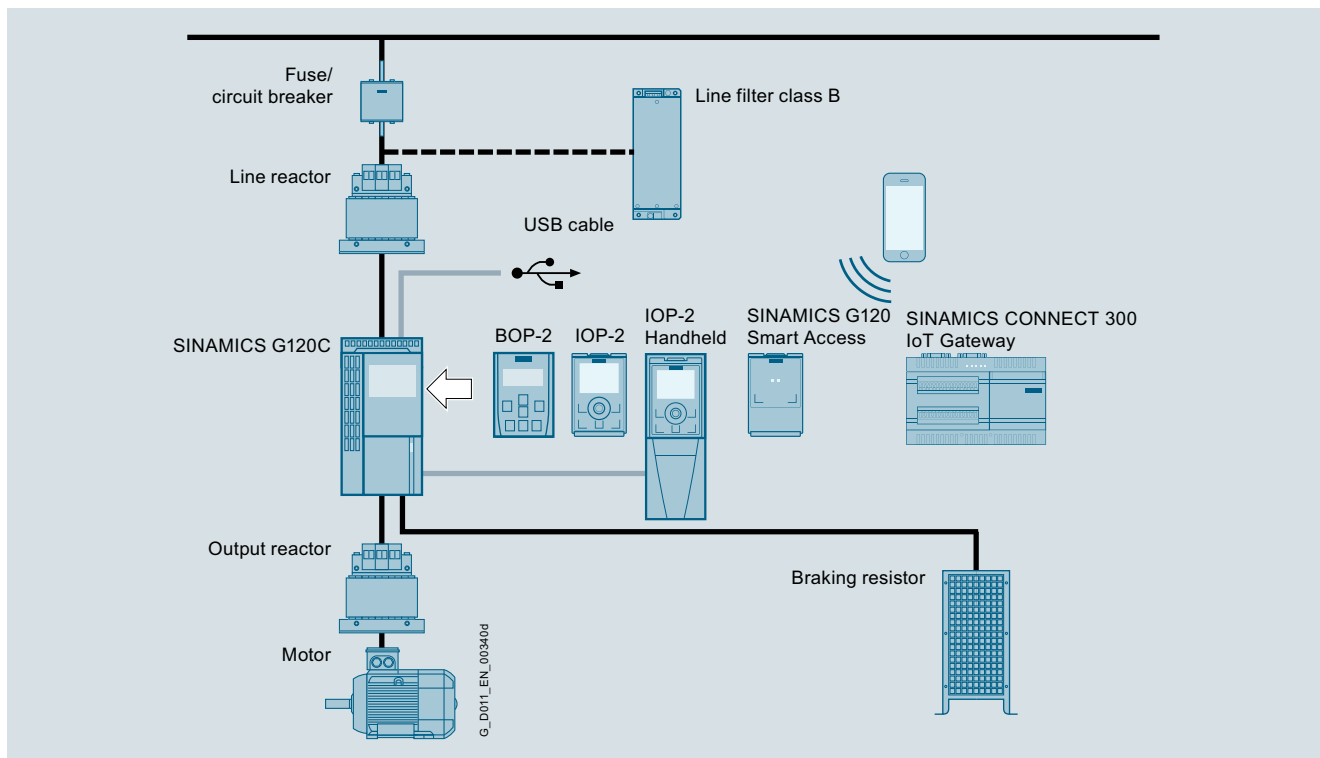 Fuse/
circuit breaker
Line filter class B
Line reactor
USB cable
SINAMICS G120C
BOP-2
IOP-2
IOP-2
Handheld
SINAMICS G120
Smart Access
SINAMICS CONNECT 300
IoT Gateway
Output reactor
Braking resistor
Motor
G_D011_EN_00340d